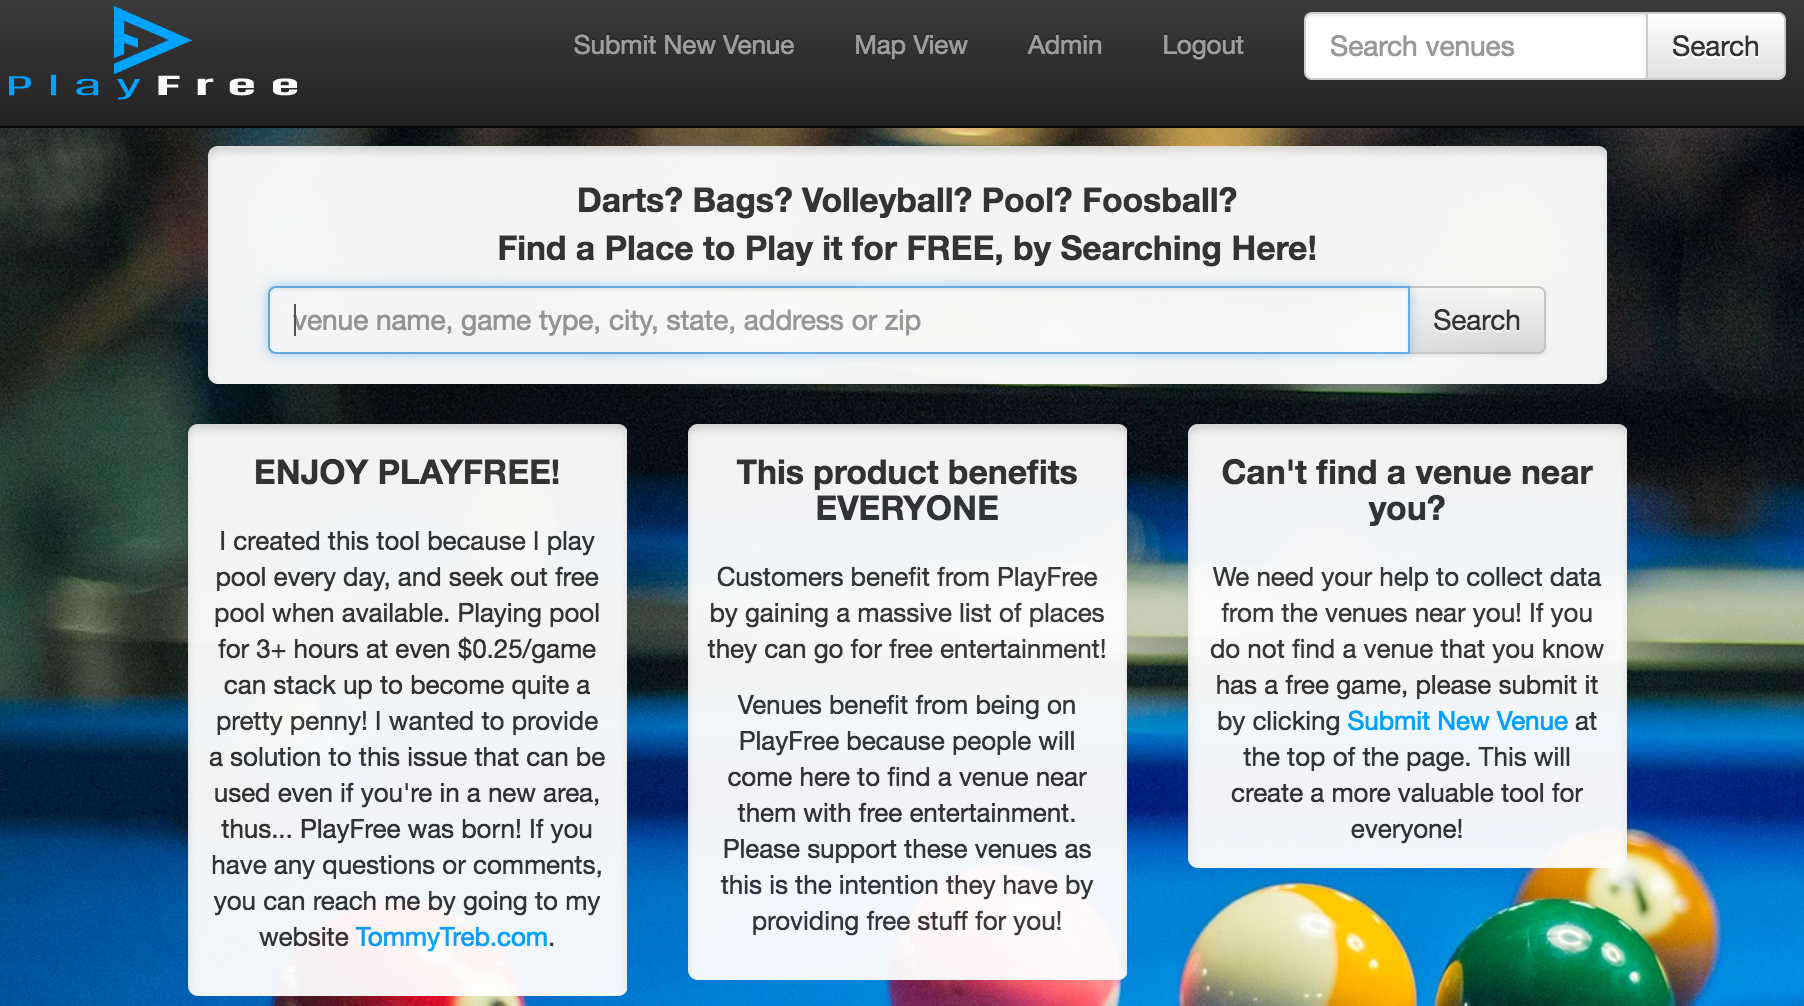 PlayFree
Submit New Venue
Map View
Admin
Logout
Search venues
Search
Darts? Bags? Volleyball? Pool? Foosball?
Find a Place to Play it for FREE, by Searching Here!
venue name, game type, city, state, address or zip
Search
ENJOY PLAYFREE!
I created this tool because I play
pool every day, and seek out free
pool when available. Playing pool
for 3+ hours at even $0.25/game
can stack up to become quite a
pretty penny! I wanted to provide
a solution to this issue that can be
used even if you're in a new area,
thus... PlayFree was born! If you
have any questions or comments,
you can reach me by going to my
website TommyTreb.com.
This product benefits
EVERYONE
Customers benefit from PlayFree
by gaining a massive list of places
they can go for free entertainment!
Venues benefit from being on
PlayFree because people will
come here to find a venue near
them with free entertainment.
Please support these venues as
this is the intention they have by
providing free stuff for you!
Can't find a venue near
you?
We need your help to collect data
from the venues near you! If you
do not find a venue that you know
has a free game, please submit it
by clicking Submit New Venue at
the top of the page. This will
create a more valuable tool for
everyone!